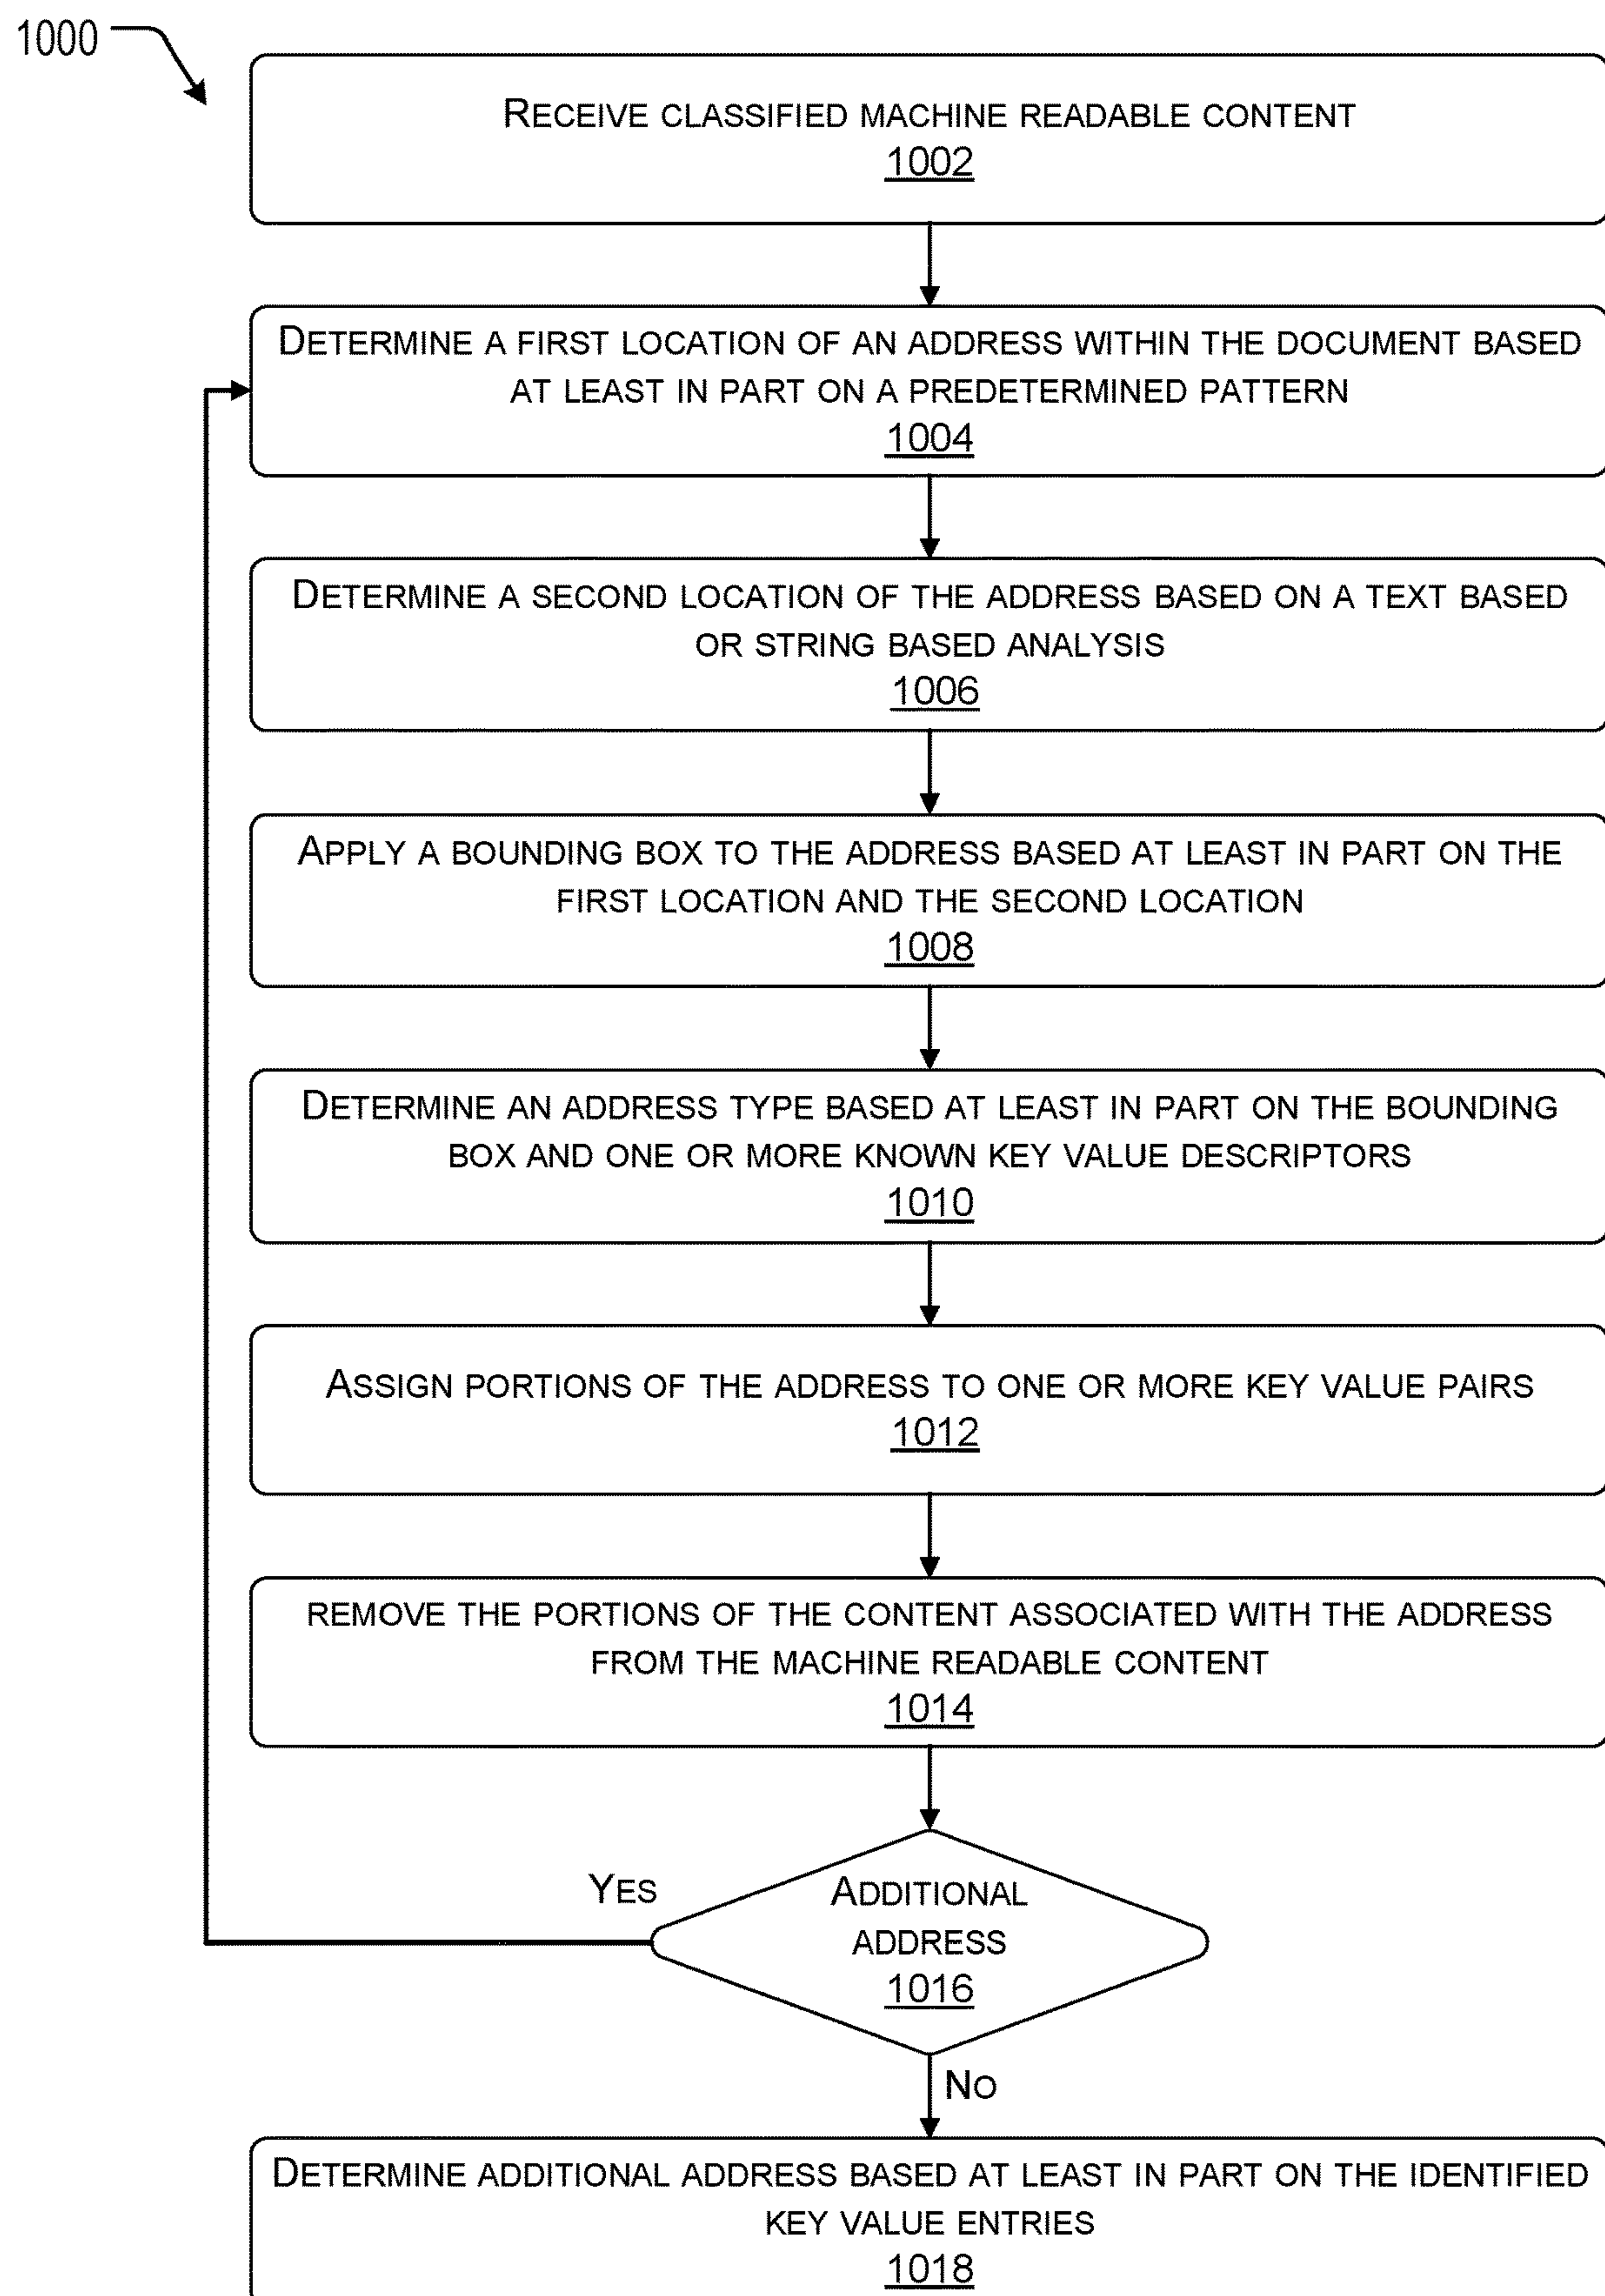 1000
RECEIVE CLASSIFIED MACHINE READABLE CONTENT
1002
DETERMINE A FIRST LOCATION OF AN ADDRESS WITHIN THE DOCUMENT BASED
AT LEAST IN PART ON A PREDETERMINED PATTERN
1004
DETERMINE A SECOND LOCATION OF THE ADDRESS BASED ON A TEXT BASED
OR STRING BASED ANALYSIS
1006
APPLY A BOUNDING BOX TO THE ADDRESS BASED AT LEAST IN PART ON THE
FIRST LOCATION AND THE SECOND LOCATION
1008
DETERMINE AN ADDRESS TYPE BASED AT LEAST IN PART ON THE BOUNDING
BOX AND ONE OR MORE KNOWN KEY VALUE DESCRIPTORS
1010
ASSIGN PORTIONS OF THE ADDRESS TO ONE OR MORE KEY VALUE PAIRS
1012
REMOVE THE PORTIONS OF THE CONTENT ASSOCIATED WITH THE ADDRESS
FROM THE MACHINE READABLE CONTENT
1014
YES
ADDITIONAL
ADDRESS
1016
NO
DETERMINE ADDITIONAL ADDRESS BASED AT LEAST IN PART ON THE IDENTIFIED
KEY VALUE ENTRIES
1018